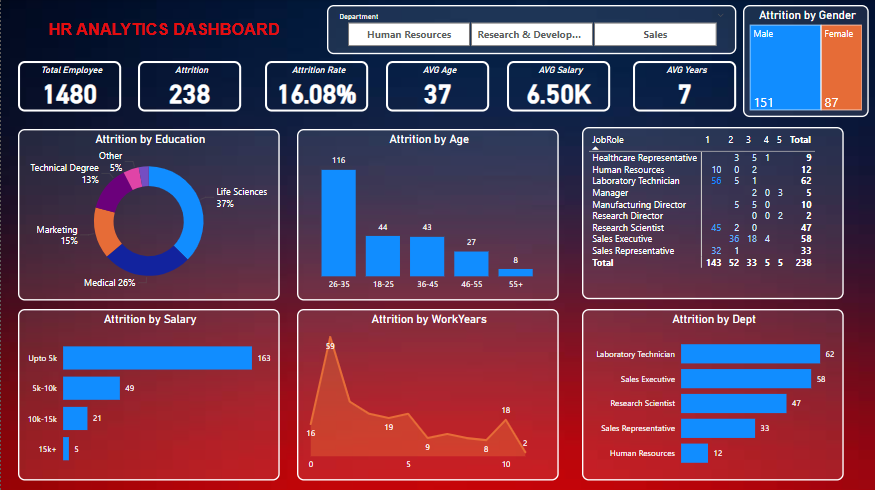 HR ANALYTICS DASHBOARD
Department
Human Resources
Research & Develop...
Sales
Attrition by Gender
Male
Female
151
87
Total Employee
1480
Attrition
238
Attrition Rate
16.08%
AVG Age
37
AVG Salary
6.50K
AVG Years
7
Attrition by Education
Other
5%
Technical Degree
13%
Life Sciences
37%
Marketing
15%
Medical 26%
Attrition by Age
116
44
43
27
8
26-35 18-25 36-45 46-55 55+
JobRole 1 2 3 4 5 Total
Healthcare Representative 3 5 1 9
Human Resources 10 0 2 12
Laboratory Technician 56 5 1 62
Manager 2 0 3 5
Manufacturing Director 5 5 0 10
Research Director 0 0 2 2
Research Scientist 45 2 0 47
Sales Executive 36 18 4 58
Sales Representative 32 1 33
Total 143 52 33 5 5 238
Attrition by Salary
Upto 5k 163
5k-10k 49
10k-15k 21
15k+ 5
Attrition by WorkYears
59
16
19
9
8
18
2
0 5 10
Attrition by Dept
Laboratory Technician 62
Sales Executive 58
Research Scientist 47
Sales Representative 33
Human Resources 12